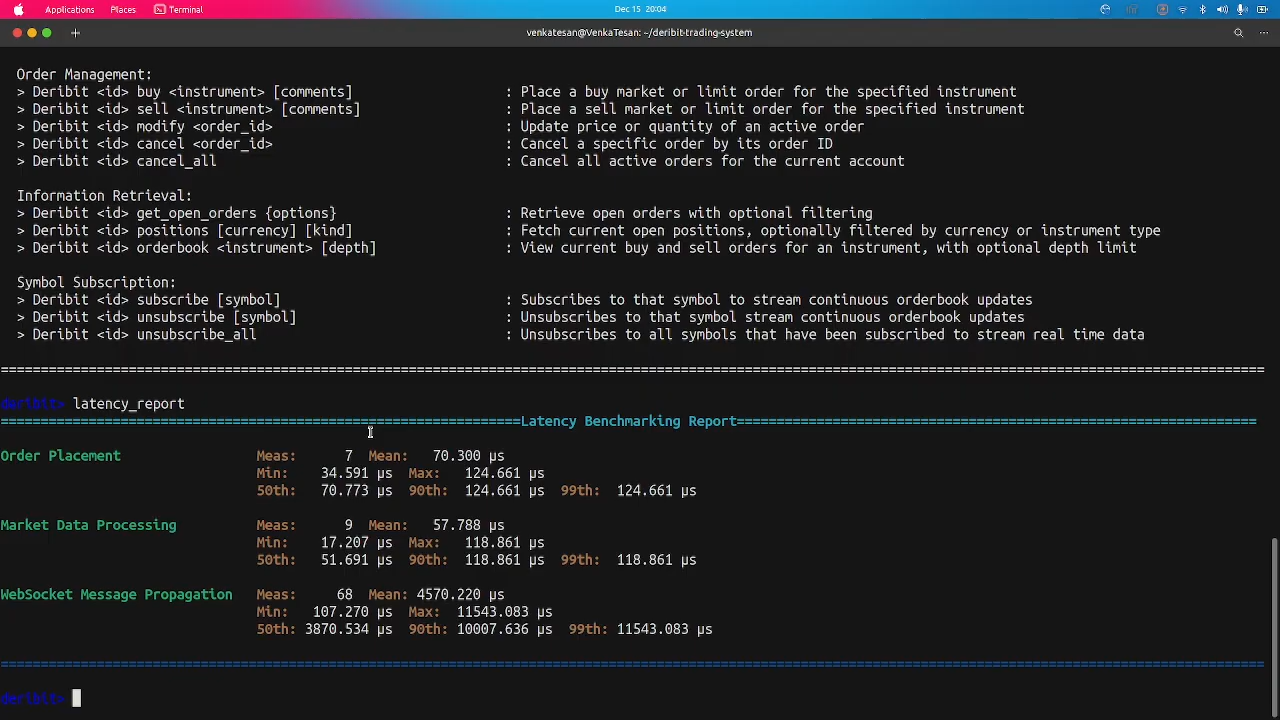 Applications Places Terminal Dec 15 20:04
venkatesan@VenkaTesan: ~/deribit-trading-system
Order Management:
> Deribit <id> buy <instrument> [comments] : Place a buy market or limit order for the specified instrument
> Deribit <id> sell <instrument> [comments] : Place a sell market or limit order for the specified instrument
> Deribit <id> modify <order_id> : Update price or quantity of an active order
> Deribit <id> cancel <order_id> : Cancel a specific order by its order ID
> Deribit <id> cancel_all : Cancel all active orders for the current account
Information Retrieval:
> Deribit <id> get_open_orders {options} : Retrieve open orders with optional filtering
> Deribit <id> positions [currency] [kind] : Fetch current open positions, optionally filtered by currency or instrument type
> Deribit <id> orderbook <instrument> [depth] : View current buy and sell orders for an instrument, with optional depth limit
Symbol Subscription:
> Deribit <id> subscribe [symbol] : Subscribes to that symbol to stream continuous orderbook updates
> Deribit <id> unsubscribe [symbol] : Unsubscribes to that symbol stream continuous orderbook updates
> Deribit <id> unsubscribe_all : Unsubscribes to all symbols that have been subscribed to stream real time data
deribit> latency_report
Latency Benchmarking Report
Order Placement Meas: 7 Mean: 70.300 µs
Min: 34.591 µs Max: 124.661 µs
50th: 70.773 µs 90th: 124.661 µs 99th: 124.661 µs
Market Data Processing Meas: 9 Mean: 57.788 µs
Min: 17.207 µs Max: 118.861 µs
50th: 51.691 µs 90th: 118.861 µs 99th: 118.861 µs
WebSocket Message Propagation Meas: 68 Mean: 4570.220 µs
Min: 107.270 µs Max: 11543.083 µs
50th: 3870.534 µs 90th: 10007.636 µs 99th: 11543.083 µs
deribit>